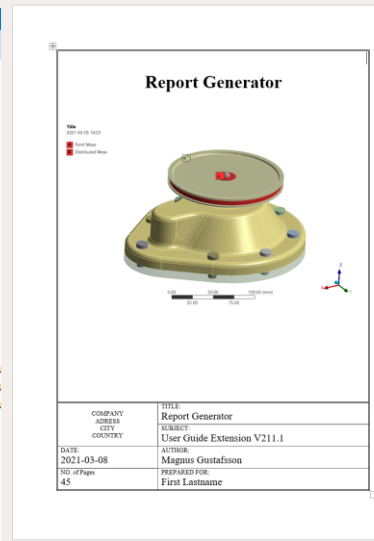 Report Generator
Title
2021-03-05 15:23
Point Mass
Distributed Mass
Z
0.00 50.00 100.00 (mm)
25.00 75.00
COMPANY
ADRESS
CITY
COUNTRY
TITLE:
Report Generator
SUBJECT:
User Guide Extension V211.1
DATE:
2021-03-08
AUTHOR:
Magnus Gustafsson
NO. of Pages
45
PREPARED FOR:
First Lastname